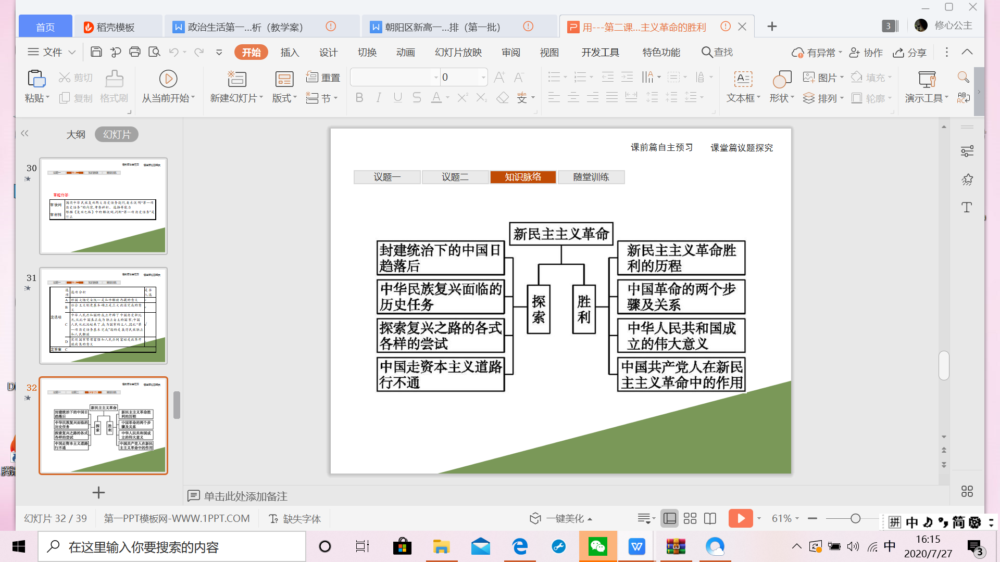 首页
稻壳模板
政治生活第一...析（教学案）
朝阳区新高一...排（第一批）
用---第二课...主义革命的胜利
3
修心公主
文件
开始
插入
设计
切换
动画
幻灯片放映
审阅
视图
开发工具
特色功能
查找
有异常
协作
分享
粘贴
剪切
复制
格式刷
从当前开始
新建幻灯片
版式
重置
节
0
文本框
形状
图片
排列
填充
轮廓
演示工具
大纲
幻灯片
30
31
32
定答案 C
课前篇自主预习
课堂篇议题探究
议题一
议题二
知识脉络
随堂训练
新民主主义革命
封建统治下的中国日
趋落后
中华民族复兴面临的
历史任务
探索复兴之路的各式
各样的尝试
中国走资本主义道路
行不通
探
索
胜
利
新民主主义革命胜
利的历程
中国革命的两个步
骤及关系
中华人民共和国成
立的伟大意义
中国共产党人在新民
主主义革命中的作用
单击此处添加备注
幻灯片 32 / 39
第一PPT模板网-WWW.1PPT.COM
缺失字体
一键美化
61%
拼 中 简
在这里输入你要搜索的内容
中
16:15
2020/7/27
3